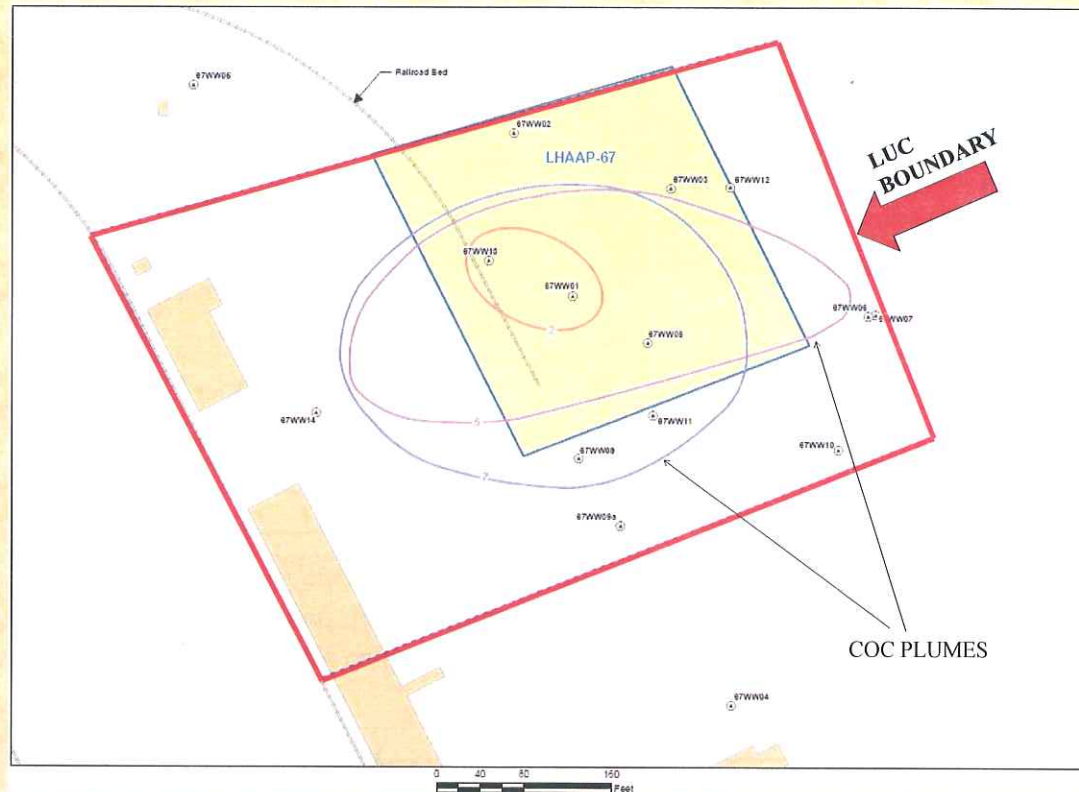 67WW05
Railroad Bed
67WW02
LHAAP-67
LUC
BOUNDARY
67WW03
67WW12
67WW13
67WW01
2
67WW06
67WW07
67WW08
67WW14
5
67WW11
67WW09
67WW10
7
67WW09a
COC PLUMES
67WW04
0 40 80 160
Feet